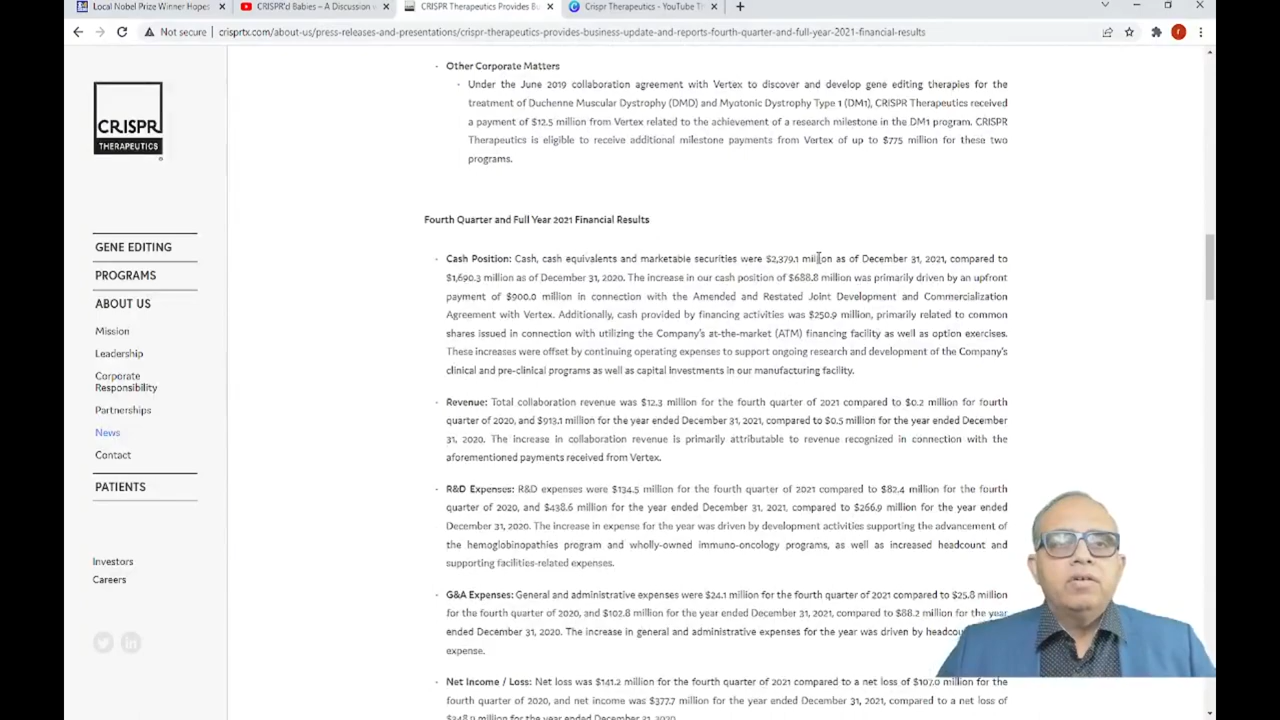 Local Nobel Prize Winner Hopes
CRISPR'd Babies – A Discussion
CRISPR Therapeutics Provides B
Crispr Therapeutics - YouTube T
Not secure
crisprtx.com/about-us/press-releases-and-presentations/crispr-therapeutics-provides-business-update-and-reports-fourth-quarter-and-full-year-2021-financial-results
CRISPR
THERAPEUTICS
GENE EDITING
PROGRAMS
ABOUT US
Mission
Leadership
Corporate
Responsibility
Partnerships
News
Contact
PATIENTS
Investors
Careers
Other Corporate Matters
Under the June 2019 collaboration agreement with Vertex to discover and develop gene editing therapies for the
treatment of Duchenne Muscular Dystrophy (DMD) and Myotonic Dystrophy Type 1 (DM1), CRISPR Therapeutics received
a payment of $12.5 million from Vertex related to the achievement of a research milestone in the DM1 program. CRISPR
Therapeutics is eligible to receive additional milestone payments from Vertex of up to $775 million for these two
programs.
Fourth Quarter and Full Year 2021 Financial Results
Cash Position: Cash, cash equivalents and marketable securities were $2,379.1 million as of December 31, 2021, compared to
$1,690.3 million as of December 31, 2020. The increase in our cash position of $688.8 million was primarily driven by an upfront
payment of $900.0 million in connection with the Amended and Restated Joint Development and Commercialization
Agreement with Vertex. Additionally, cash provided by financing activities was $250.9 million, primarily related to common
shares issued in connection with utilizing the Company's at-the-market (ATM) financing facility as well as option exercises.
These increases were offset by continuing operating expenses to support ongoing research and development of the Company's
clinical and pre-clinical programs as well as capital investments in our manufacturing facility.
Revenue: Total collaboration revenue was $12.3 million for the fourth quarter of 2021 compared to $0.2 million for fourth
quarter of 2020, and $913.1 million for the year ended December 31, 2021, compared to $0.5 million for the year ended December
31, 2020. The increase in collaboration revenue is primarily attributable to revenue recognized in connection with the
aforementioned payments received from Vertex.
R&D Expenses: R&D expenses were $134.5 million for the fourth quarter of 2021 compared to $82.4 million for the fourth
quarter of 2020, and $438.6 million for the year ended December 31, 2021, compared to $266.9 million for the year ended
December 31, 2020. The increase in expense for the year was driven by development activities supporting the advancement of
the hemoglobinopathies program and wholly-owned immuno-oncology programs, as well as increased headcount and
supporting facilities-related expenses.
G&A Expenses: General and administrative expenses were $24.1 million for the fourth quarter of 2021 compared to $25.8 million
for the fourth quarter of 2020, and $102.8 million for the year ended December 31, 2021, compared to $88.2 million for the year
ended December 31, 2020. The increase in general and administrative expenses for the year was driven by
expense.
Net Income / Loss: Net loss was $141.2 million for the fourth quarter of 2021 compared to a net loss of $107.0 million for the
fourth quarter of 2020, and net income was $377.7 million for the year ended December 31, 2021, compared to a net loss of
$348.9 million for the year ended December 31, 2020.